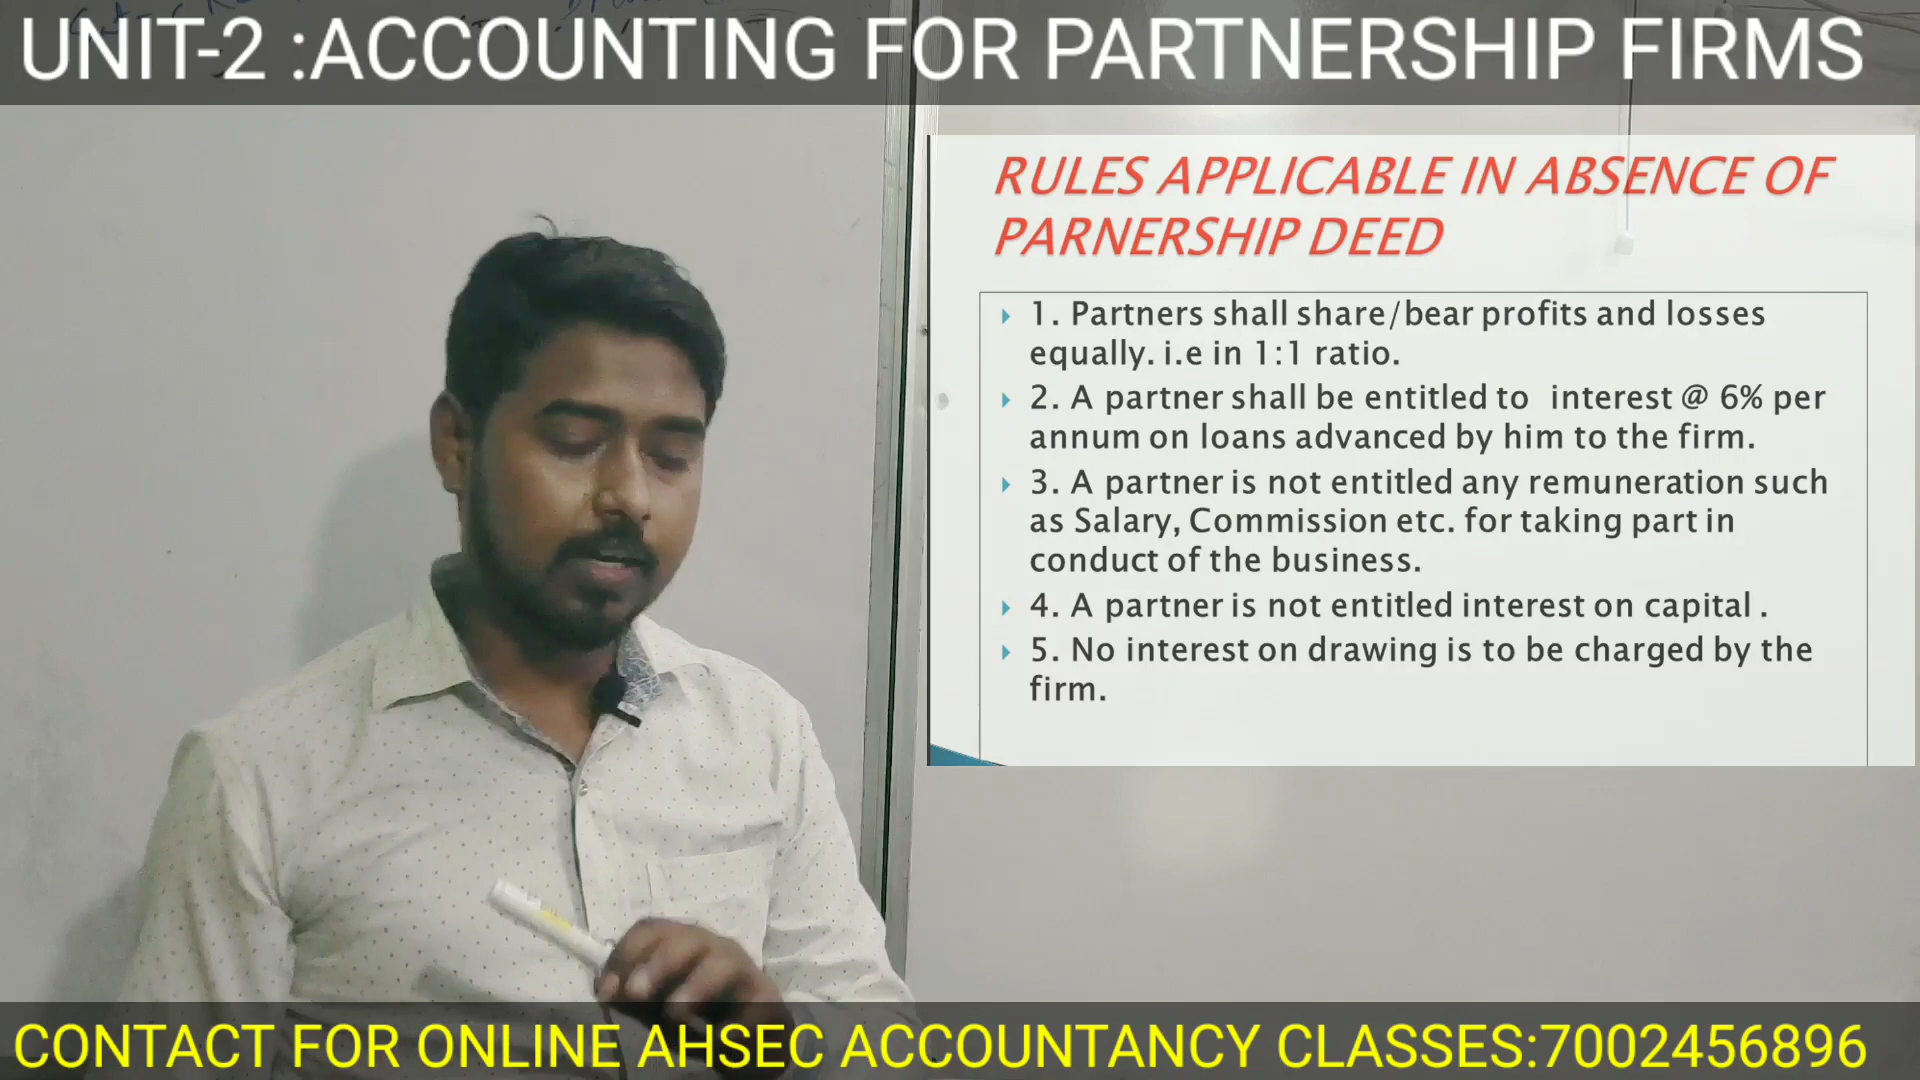 UNIT-2 :ACCOUNTING FOR PARTNERSHIP FIRMS
RULES APPLICABLE IN ABSENCE OF
PARNERSHIP DEED
1. Partners shall share/bear profits and losses
equally. i.e in 1:1 ratio.
2. A partner shall be entitled to interest @ 6% per
annum on loans advanced by him to the firm.
3. A partner is not entitled any remuneration such
as Salary, Commission etc. for taking part in
conduct of the business.
4. A partner is not entitled interest on capital .
5. No interest on drawing is to be charged by the
firm.
CONTACT FOR ONLINE AHSEC ACCOUNTANCY CLASSES:7002456896